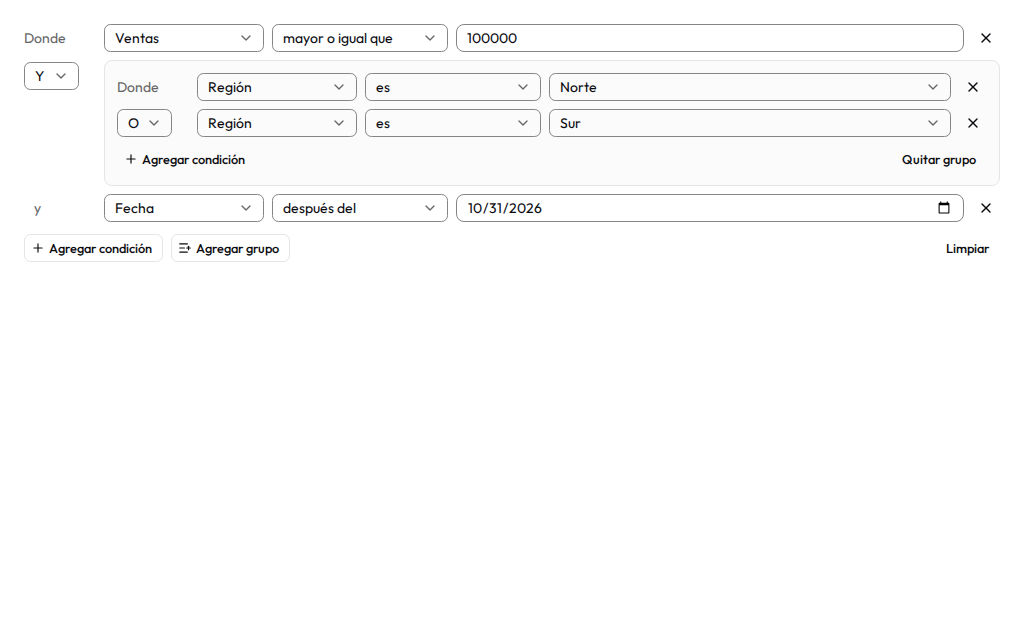 Donde Ventas mayor o igual que 100000
Y
Donde Región es Norte
O Región es Sur
Agregar condición Quitar grupo
y Fecha después del 10/31/2026
Agregar condición Agregar grupo Limpiar